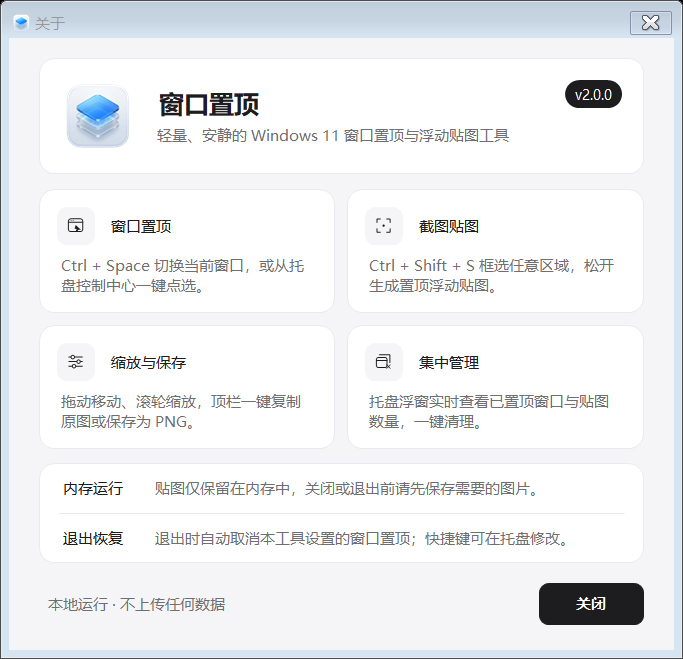 关于
窗口置顶
v2.0.0
轻量、安静的 Windows 11 窗口置顶与浮动贴图工具
窗口置顶
Ctrl + Space 切换当前窗口，或从托
盘控制中心一键点选。
截图贴图
Ctrl + Shift + S 框选任意区域，松开
生成置顶浮动贴图。
缩放与保存
拖动移动、滚轮缩放，顶栏一键复制
原图或保存为 PNG。
集中管理
托盘浮窗实时查看已置顶窗口与贴图
数量，一键清理。
内存运行
贴图仅保留在内存中，关闭或退出前请先保存需要的图片。
退出恢复
退出时自动取消本工具设置的窗口置顶；快捷键可在托盘修改。
本地运行 · 不上传任何数据
关闭